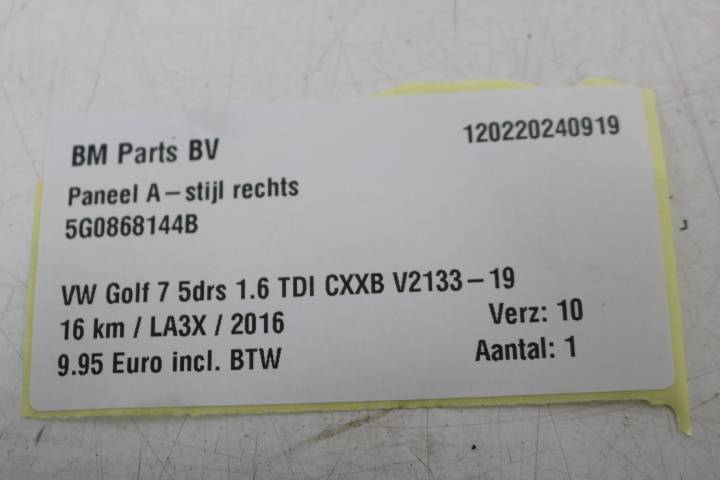 BM Parts BV
120220240919
Paneel A-stijl rechts
5G0868144B
VW Golf 7 5drs 1.6 TDI CXXB V2133-19
16 km / LA3X / 2016
Verz: 10
9.95 Euro incl. BTW
Aantal: 1